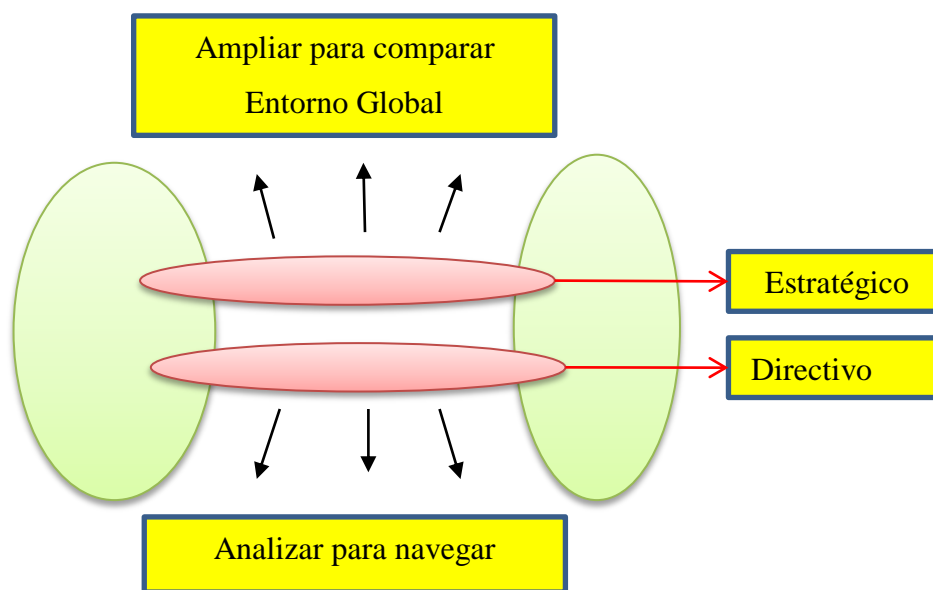 Ampliar para comparar
Entorno Global
Estratégico
Directivo
Analizar para navegar